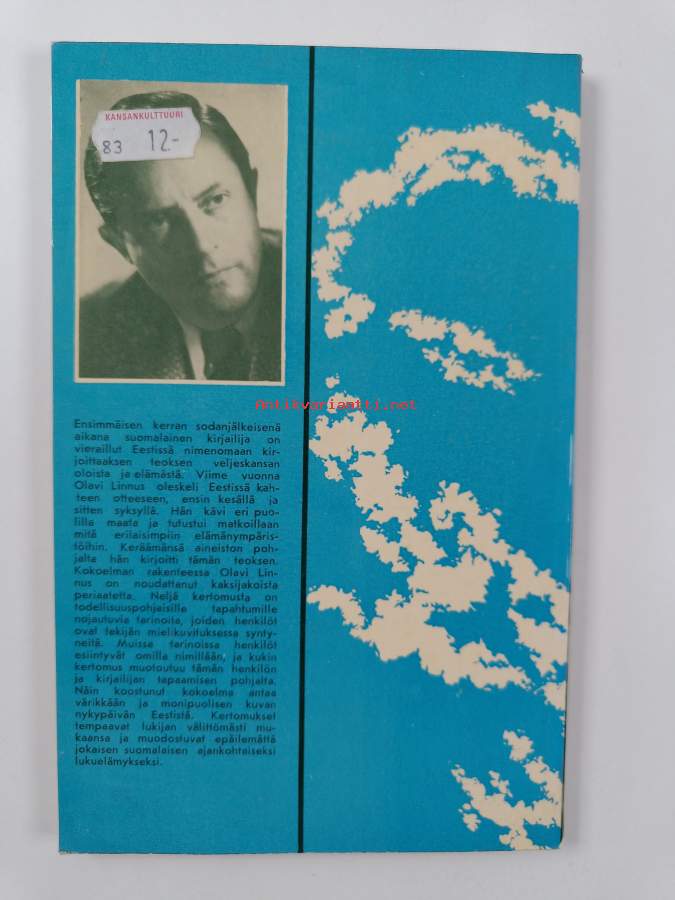 KANSANKULTTUURI
83 12.-
Antikvariaatti.net
Ensimmäisen kerran sodanjälkeisenä
aikana suomalainen kirjailija on
vieraillut Eestissä nimenomaan kir-
joittaaksen teoksen veljeskansan
oloista ja elämästä. Viime vuonna
Olavi Linnus oleskeli Eestissä kah-
teen otteeseen, ensin kesällä ja
sitten syksyllä. Hän kävi eri puo-
lilla maata ja tutustui matkoillaan
mitä erilaisimpiin elämänympäris-
töihin. Keräämänsä aineiston poh-
jalta hän kirjoitti tämän teoksen.
Kokoelman rakenteessa Olavi Lin-
nus on noudattanut kaksijakoista
periaatetta. Neljä kertomusta on
todellisuuspohjaisille tapahtumille
nojautuvia tarinoita, joiden henkilöt
ovat tekijän mielikuvituksessa synty-
neitä. Muissa tarinoissa henkilöt
esiintyvät omilla nimillään, ja kukin
kertomus muotoutuu tämän henkilön
ja kirjailijan tapaamisen pohjalta.
Näin koostunut kokoelma antaa
värikkään ja monipuolisen kuvan
nykypäivän Eestistä. Kertomukset
tempaavat lukijan välittömästi mu-
kaansa ja muodostuvat epäilemättä
jokaisen suomalaisen ajankohtaiseksi
lukuelämykseksi.